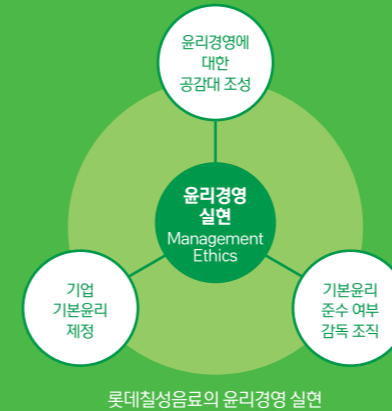 윤리경영에
대한
공감대 조성
윤리경영
실현
Management
Ethics
기업
기본윤리
제정
기본윤리
준수 여부
감독 조직
롯데칠성음료의 윤리경영 실현